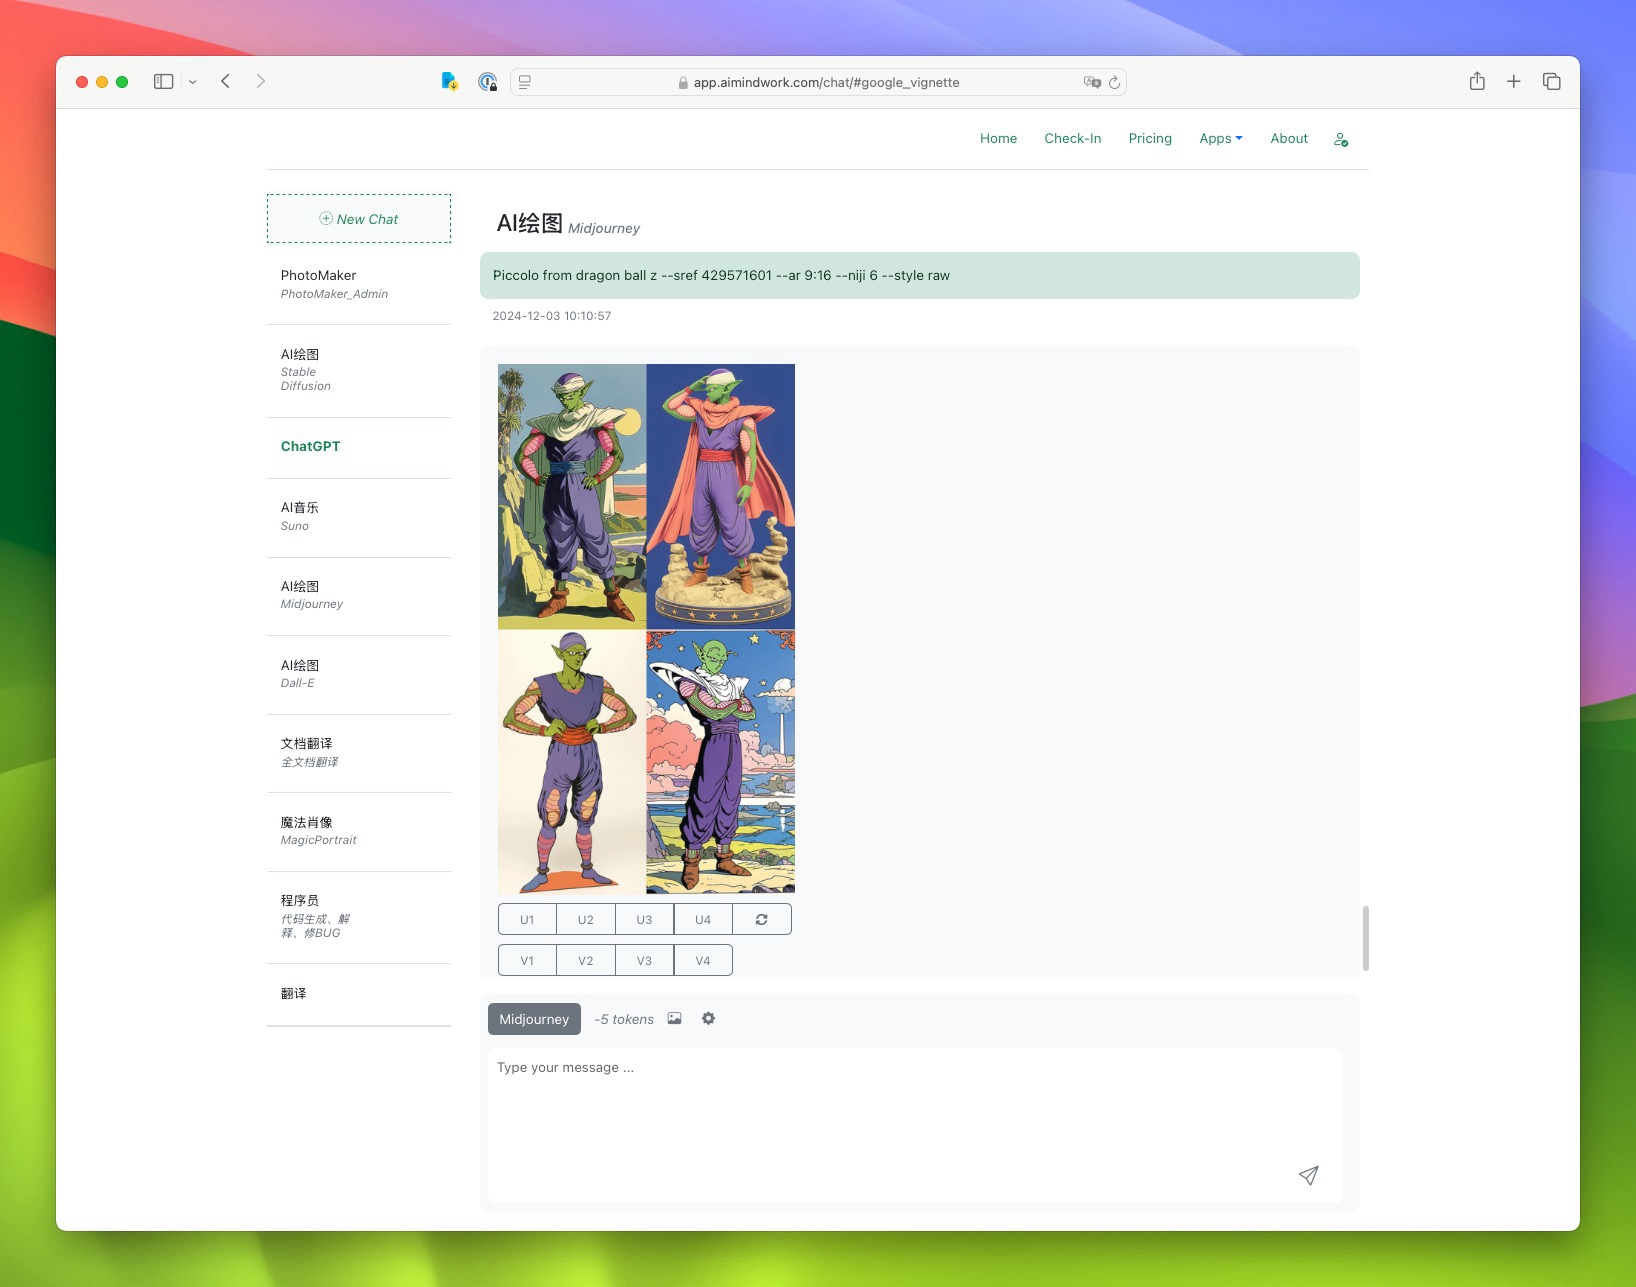 app.aimindwork.com/chat/#google_vignette
Home Check-In Pricing Apps About
New Chat
PhotoMaker
PhotoMaker_Admin
AI绘图
Stable
Diffusion
ChatGPT
AI音乐
Suno
AI绘图
Midjourney
AI绘图
Dall-E
文档翻译
全文档翻译
魔法肖像
MagicPortrait
程序员
代码生成、解
释、修BUG
翻译
AI绘图 Midjourney
Piccolo from dragon ball z --sref 429571601 --ar 9:16 --niji 6 --style raw
2024-12-03 10:10:57
U1 U2 U3 U4
V1 V2 V3 V4
Midjourney -5 tokens
Type your message ...